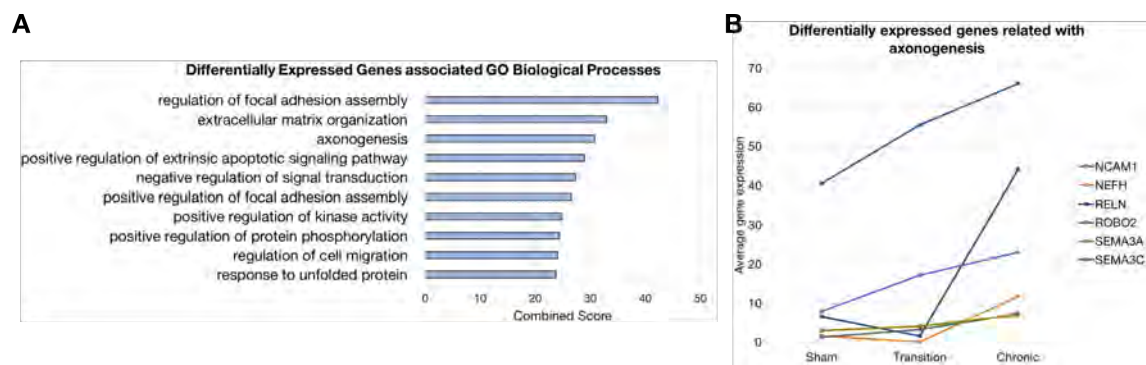 A
Differentially Expressed Genes associated GO Biological Processes
regulation of focal adhesion assembly
extracellular matrix organization
axonogenesis
positive regulation of extrinsic apoptotic signaling pathway
negative regulation of signal transduction
positive regulation of focal adhesion assembly
positive regulation of kinase activity
positive regulation of protein phosphorylation
regulation of cell migration
response to unfolded protein
0 10 20 30 40 50
Combined Score
B
Differentially expressed genes related with
axonogenesis
Average gene expression
70
60
50
40
30
20
10
0
Sham Transition Chronic
NCAM1
NEFH
RELN
ROBO2
SEMA3A
SEMA3C